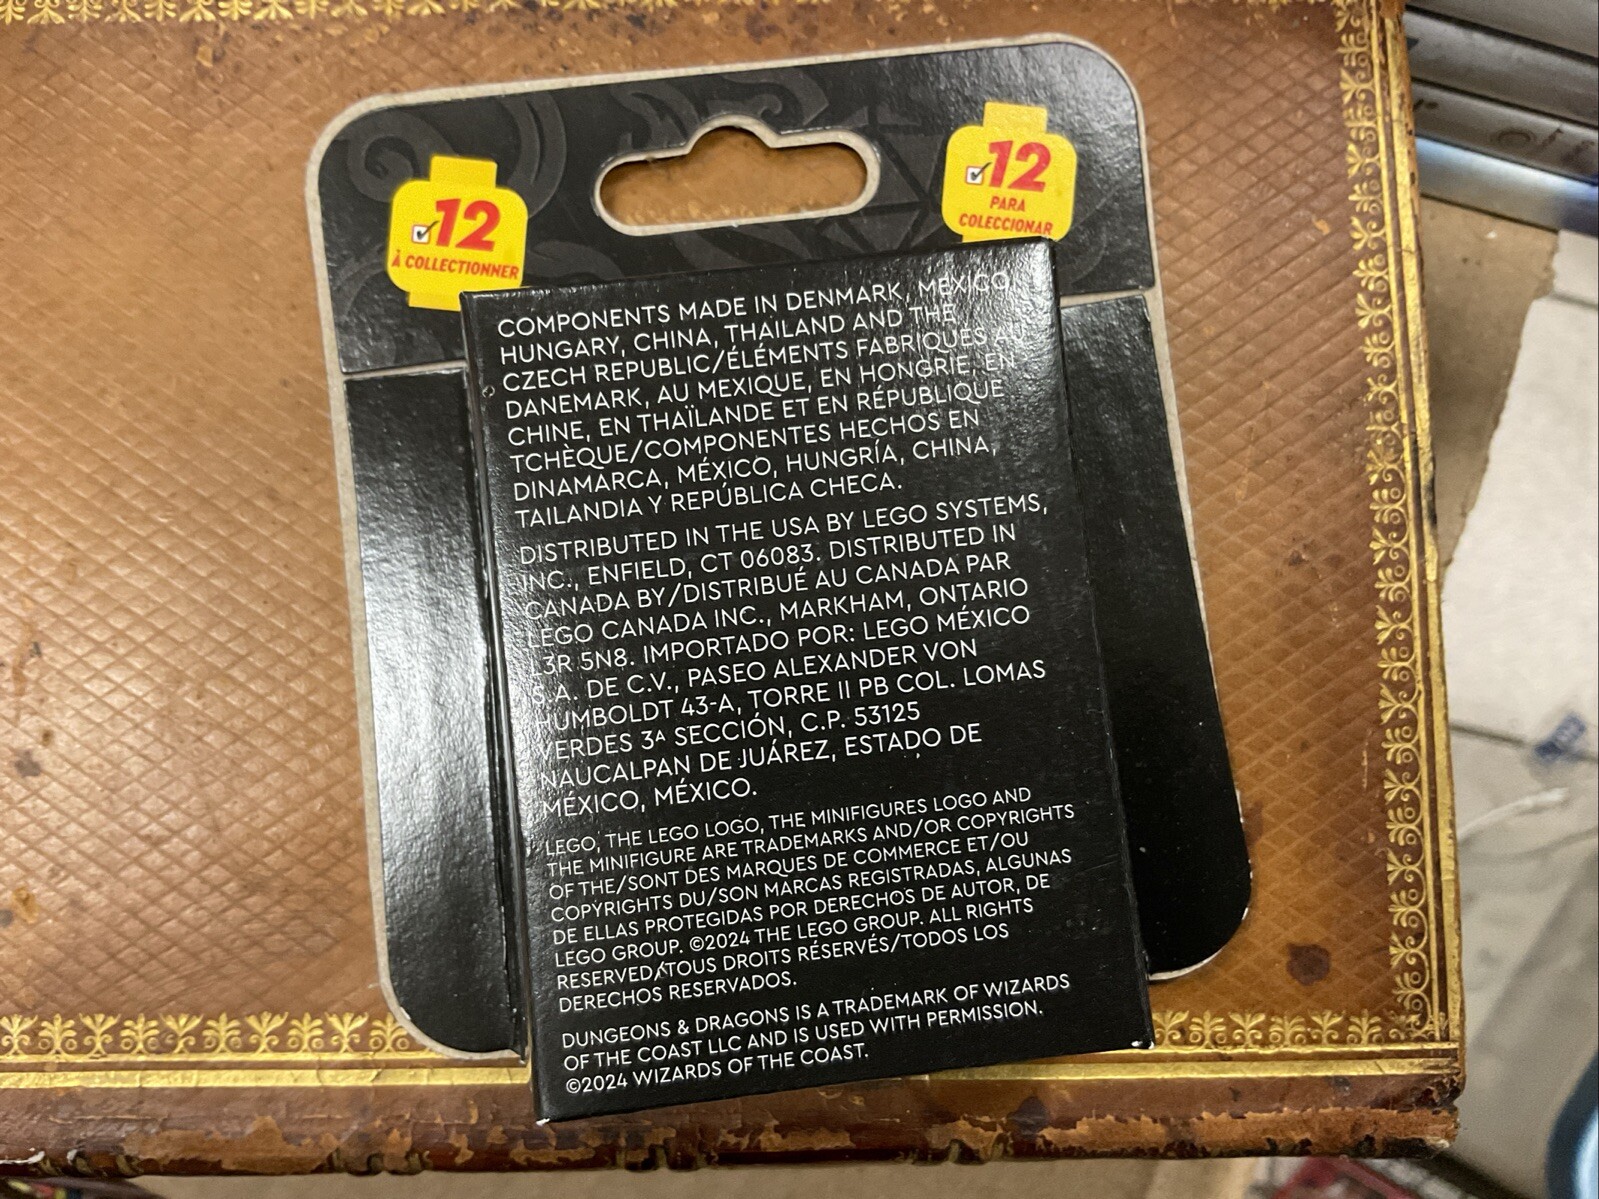 12
À COLLECTIONNER
12
PARA
COLECCIONAR
COMPONENTS MADE IN DENMARK, MEXICO,
HUNGARY, CHINA, THAILAND AND THE
CZECH REPUBLIC/ÉLÉMENTS FABRIQUÉS AU
DANEMARK, AU MEXIQUE, EN HONGRIE, EN
CHINE, EN THAÏLANDE ET EN RÉPUBLIQUE
TCHÈQUE/COMPONENTES HECHOS EN
DINAMARCA, MÉXICO, HUNGRÍA, CHINA,
TAILANDIA Y REPÚBLICA CHECA.
DISTRIBUTED IN THE USA BY LEGO SYSTEMS,
INC., ENFIELD, CT 06083. DISTRIBUTED IN
CANADA BY/DISTRIBUÉ AU CANADA PAR
LEGO CANADA INC., MARKHAM, ONTARIO
L3R 5N8. IMPORTADO POR: LEGO MÉXICO
S.A. DE C.V., PASEO ALEXANDER VON
HUMBOLDT 43-A, TORRE II PB COL. LOMAS
VERDES 3ᴬ SECCIÓN, C.P. 53125
NAUCALPAN DE JUÁREZ, ESTADO DE
MÉXICO, MÉXICO.
LEGO, THE LEGO LOGO, THE MINIFIGURES LOGO AND
THE MINIFIGURE ARE TRADEMARKS AND/OR COPYRIGHTS
OF THE/SONT DES MARQUES DE COMMERCE ET/OU
COPYRIGHTS DU/SON MARCAS REGISTRADAS, ALGUNAS
DE ELLAS PROTEGIDAS POR DERECHOS DE AUTOR, DE
LEGO GROUP. ©2024 THE LEGO GROUP. ALL RIGHTS
RESERVED/TOUS DROITS RÉSERVÉS/TODOS LOS
DERECHOS RESERVADOS.
DUNGEONS & DRAGONS IS A TRADEMARK OF WIZARDS
OF THE COAST LLC AND IS USED WITH PERMISSION.
©2024 WIZARDS OF THE COAST.